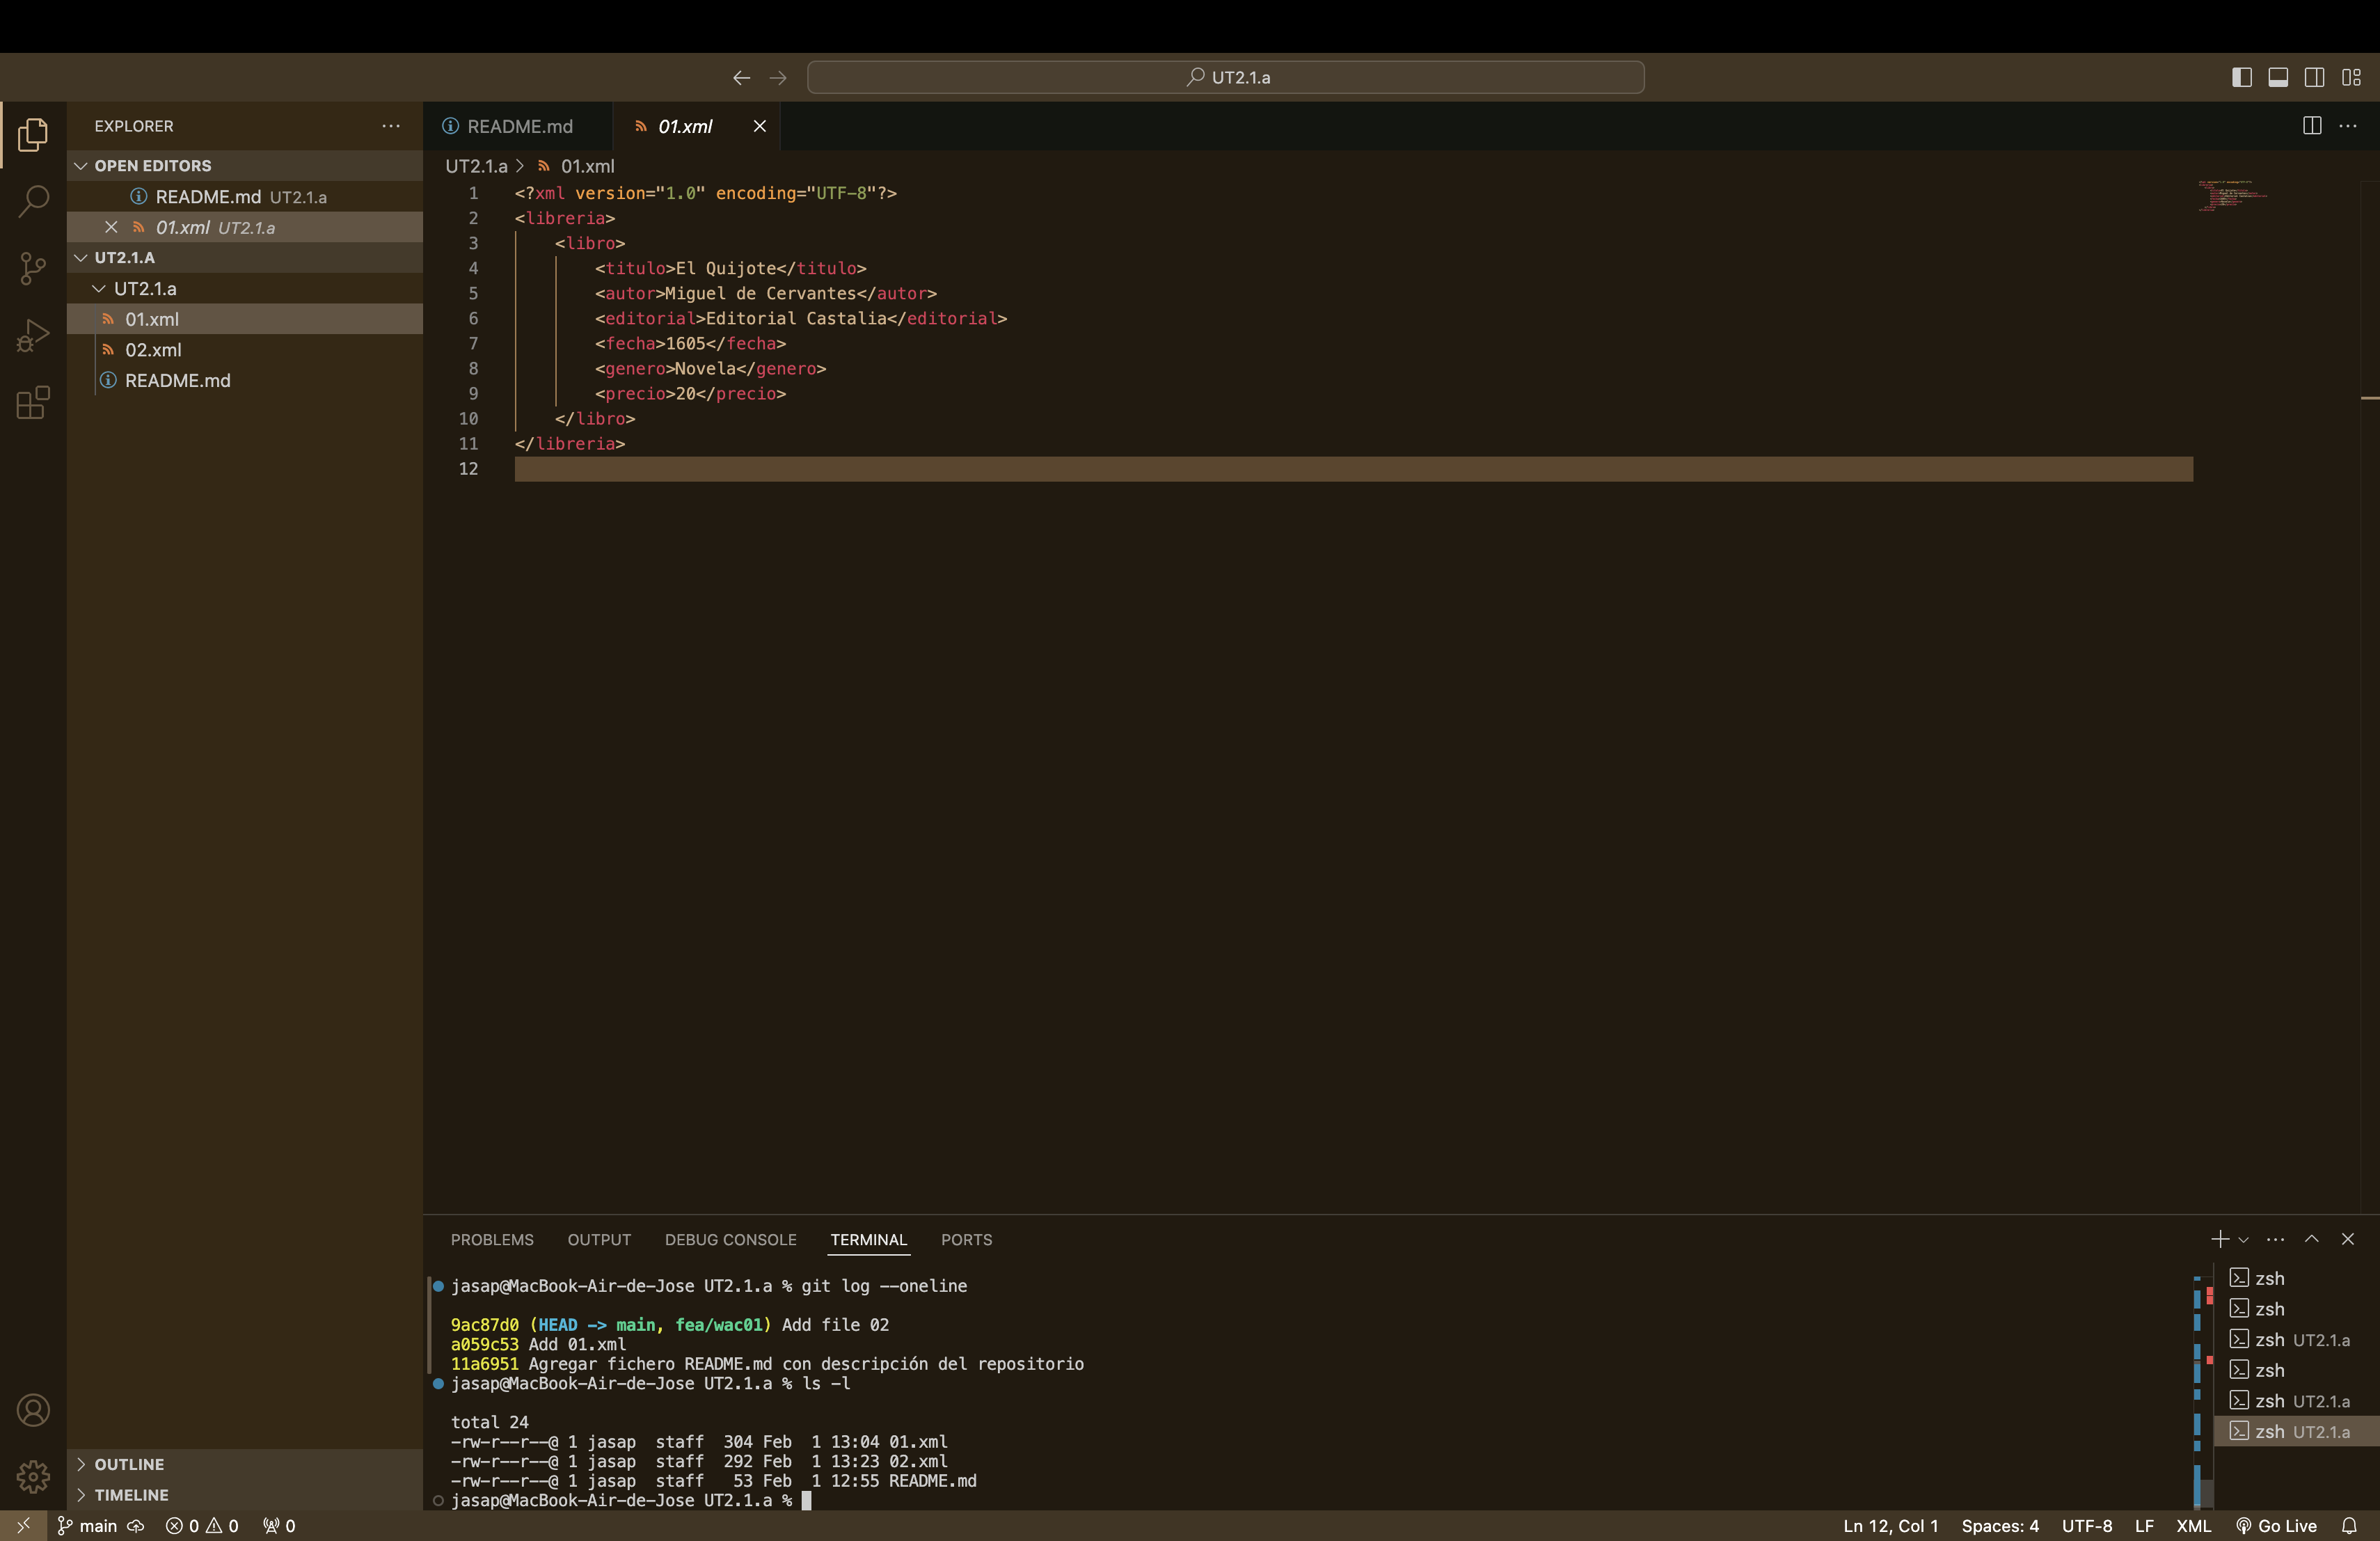 UT2.1.a
EXPLORER
OPEN EDITORS
README.md UT2.1.a
01.xml UT2.1.a
UT2.1.A
UT2.1.a
01.xml
02.xml
README.md
OUTLINE
TIMELINE
README.md
01.xml
UT2.1.a > 01.xml
1 <?xml version="1.0" encoding="UTF-8"?>
2 <libreria>
3 <libro>
4 <titulo>El Quijote</titulo>
5 <autor>Miguel de Cervantes</autor>
6 <editorial>Editorial Castalia</editorial>
7 <fecha>1605</fecha>
8 <genero>Novela</genero>
9 <precio>20</precio>
10 </libro>
11 </libreria>
12
PROBLEMS OUTPUT DEBUG CONSOLE TERMINAL PORTS
jasap@MacBook-Air-de-Jose UT2.1.a % git log --oneline
9ac87d0 (HEAD -> main, fea/wac01) Add file 02
a059c53 Add 01.xml
11a6951 Agregar fichero README.md con descripción del repositorio
jasap@MacBook-Air-de-Jose UT2.1.a % ls -l
total 24
-rw-r--r--@ 1 jasap staff 304 Feb 1 13:04 01.xml
-rw-r--r--@ 1 jasap staff 292 Feb 1 13:23 02.xml
-rw-r--r--@ 1 jasap staff 53 Feb 1 12:55 README.md
jasap@MacBook-Air-de-Jose UT2.1.a %
zsh
zsh
zsh UT2.1.a
zsh
zsh UT2.1.a
zsh UT2.1.a
main 0 0 0 Ln 12, Col 1 Spaces: 4 UTF-8 LF XML Go Live